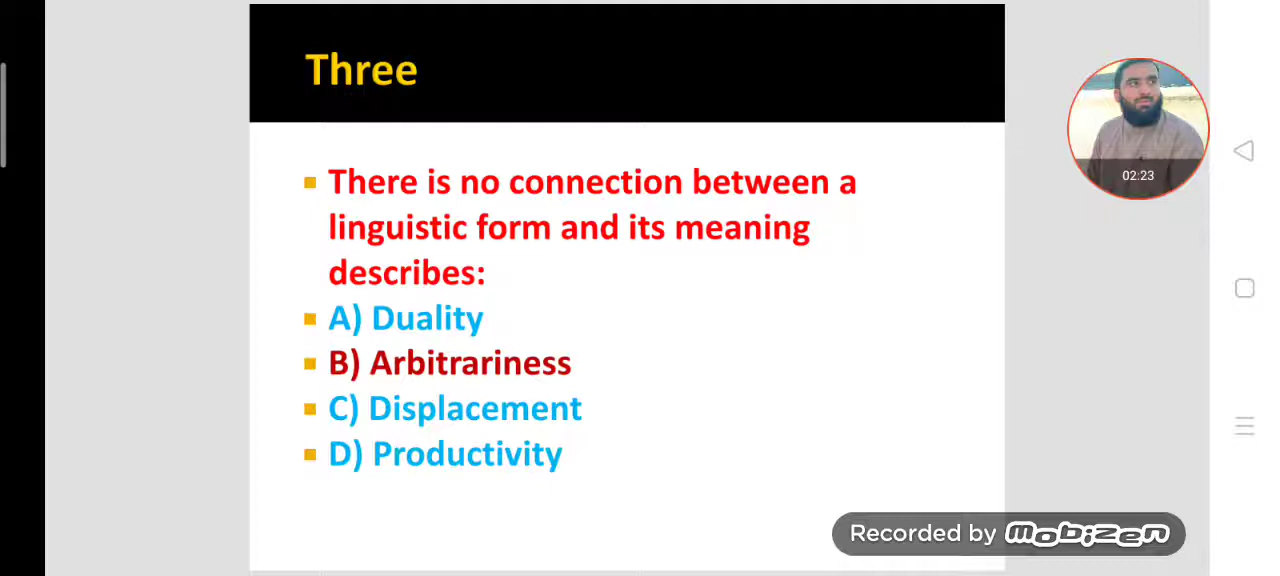 Three
There is no connection between a
linguistic form and its meaning
describes:
A) Duality
B) Arbitrariness
C) Displacement
D) Productivity
02:23
Recorded by Mobizen